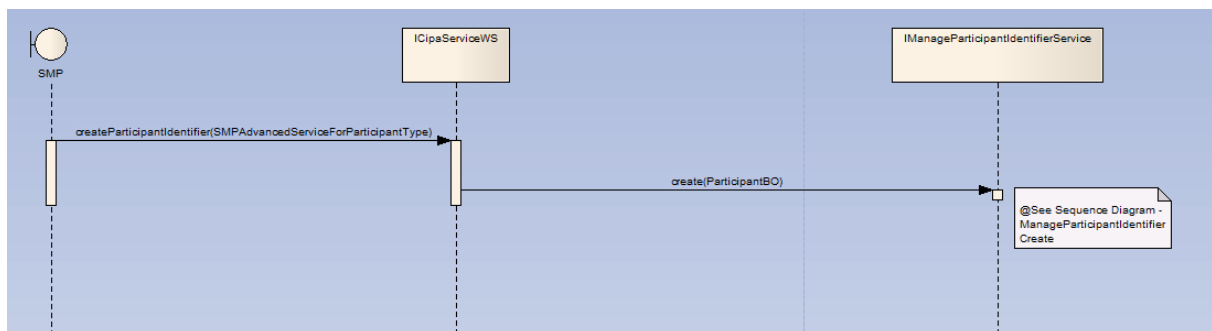 ICipaServiceWS
IManageParticipantIdentifierService
SMP
createParticipantIdentifier(SMPAdvancedServiceForParticipantType)
create(ParticipantBO)
@See Sequence Diagram -
ManageParticipantIdentifier
Create